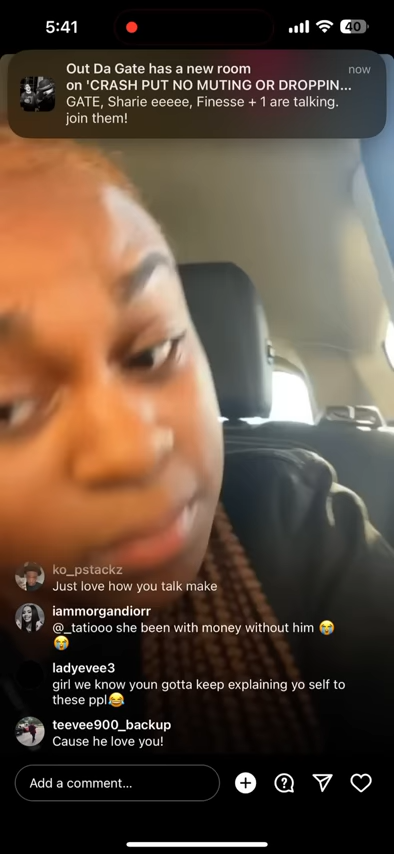 5:41
40
Out Da Gate has a new room
now
on 'CRASH PUT NO MUTING OR DROPPIN...
GATE, Sharie eeeee, Finesse + 1 are talking.
join them!
ko_pstackz
Just love how you talk make
iammorgandiorr
@_tatiooo she been with money without him 😭
😭
ladyevee3
girl we know youn gotta keep explaining yo self to
these ppl😂
teevee900_backup
Cause he love you!
Add a comment...